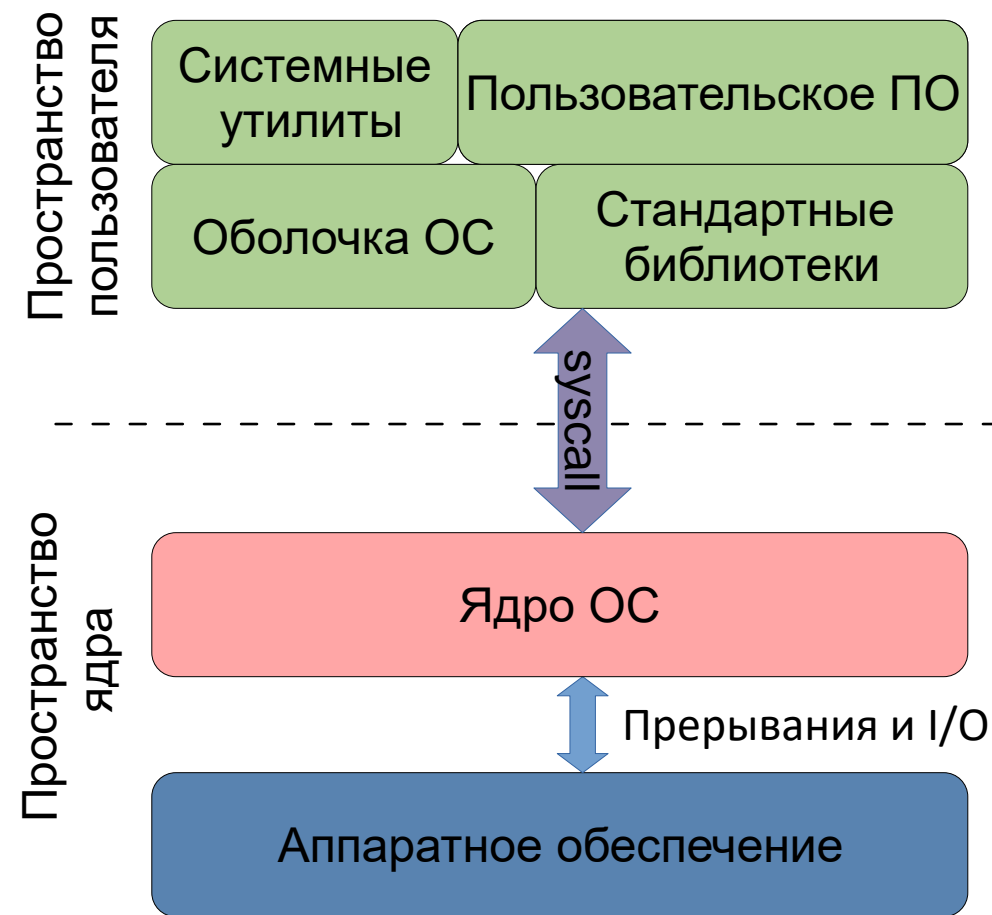 Пространство
пользователя
Системные
утилиты
Пользовательское ПО
Оболочка ОС
Стандартные
библиотеки
syscall
Пространство
ядра
Ядро ОС
Прерывания и I/O
Аппаратное обеспечение